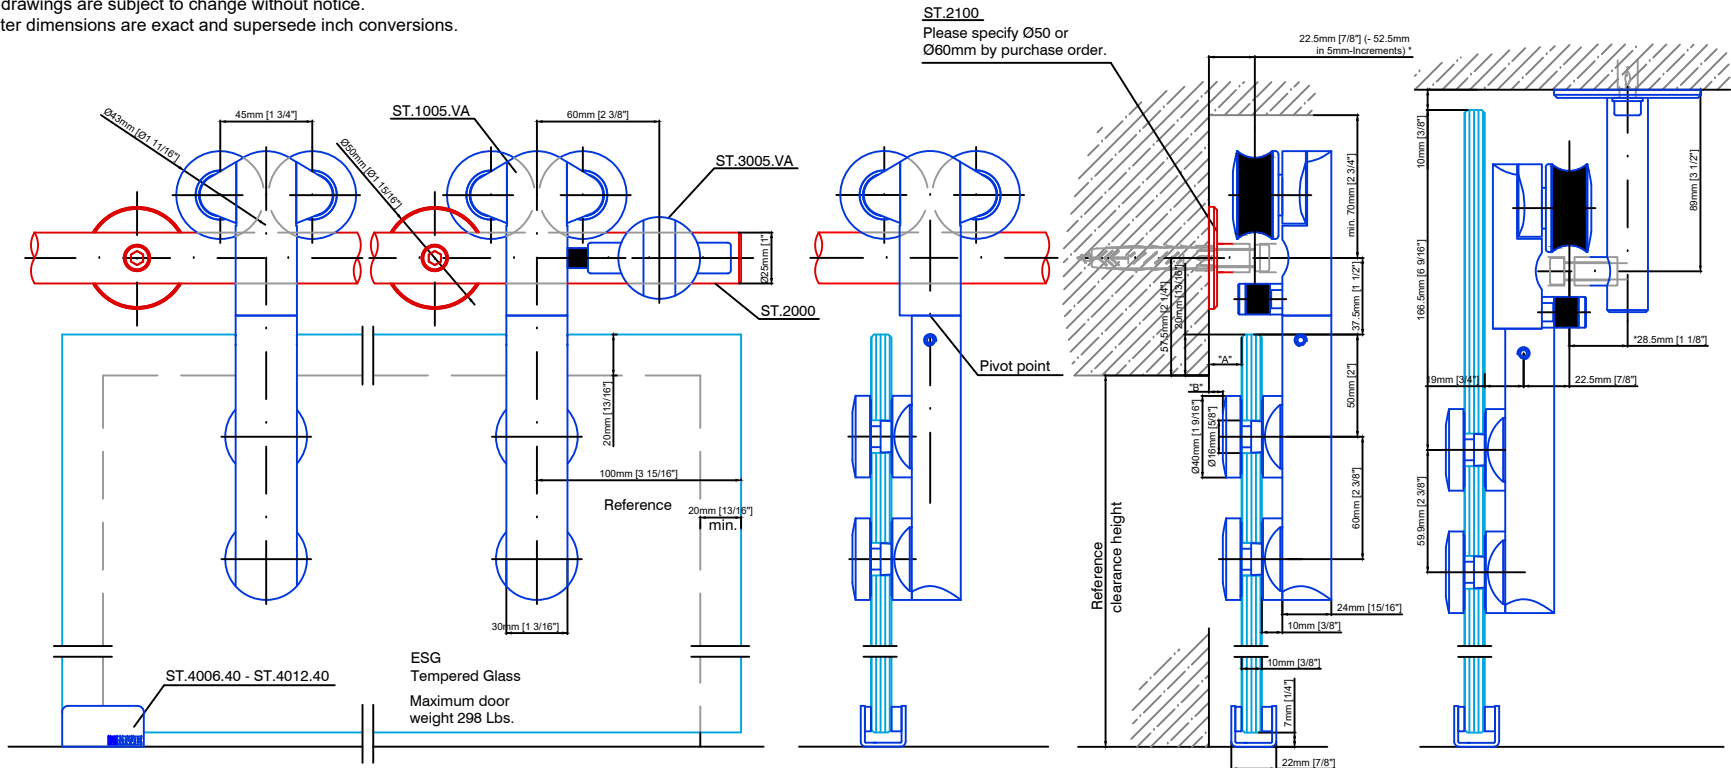 drawings are subject to change without notice.
ter dimensions are exact and supersede inch conversions.
ST.2100
Please specify Ø50 or
Ø60mm by purchase order.
22.5mm [7/8"] (- 52.5mm
in 5mm-Increments) *
Ø43mm [Ø1 11/16"]
45mm [1 3/4"]
ST.1005.VA
Ø50mm [Ø1 15/16"]
60mm [2 3/8"]
ST.3005.VA
Ø25mm [1"]
ST.2000
20mm [13/16"]
100mm [3 15/16"]
Reference
20mm [13/16"]
min.
30mm [1 3/16"]
ESG
Tempered Glass
Maximum door
weight 298 Lbs.
ST.4006.40 - ST.4012.40
Pivot point
min. 70mm [2 3/4"]
37.5mm [1 1/2"]
57.5mm [2 1/4"]
20mm [13/16"]
"A"
"B"
50mm [2"]
Ø40mm [1 9/16"]
Ø16mm [5/8"]
60mm [2 3/8"]
Reference
clearance height
24mm [15/16"]
10mm [3/8"]
10mm [3/8"]
7mm [1/4"]
22mm [7/8"]
10mm [3/8"]
166.5mm [6 9/16"]
89mm [3 1/2"]
*28.5mm [1 1/8"]
19mm [3/4"]
22.5mm [7/8"]
59.9mm [2 3/8"]